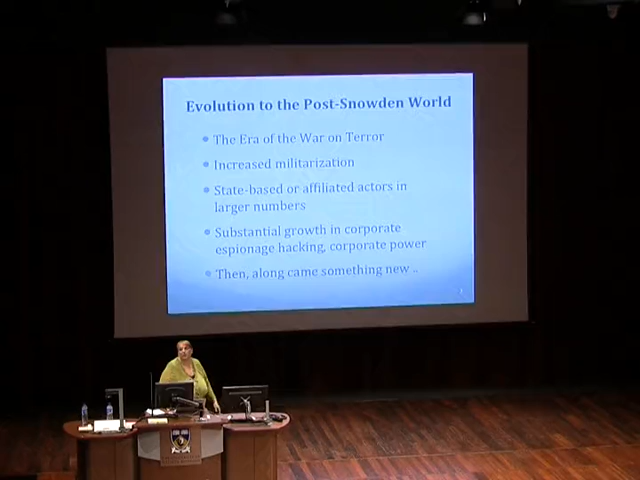 Evolution to the Post-Snowden World
The Era of the War on Terror
Increased militarization
State-based or affiliated actors in
larger numbers
Substantial growth in corporate
espionage hacking, corporate power
Then, along came something new ..